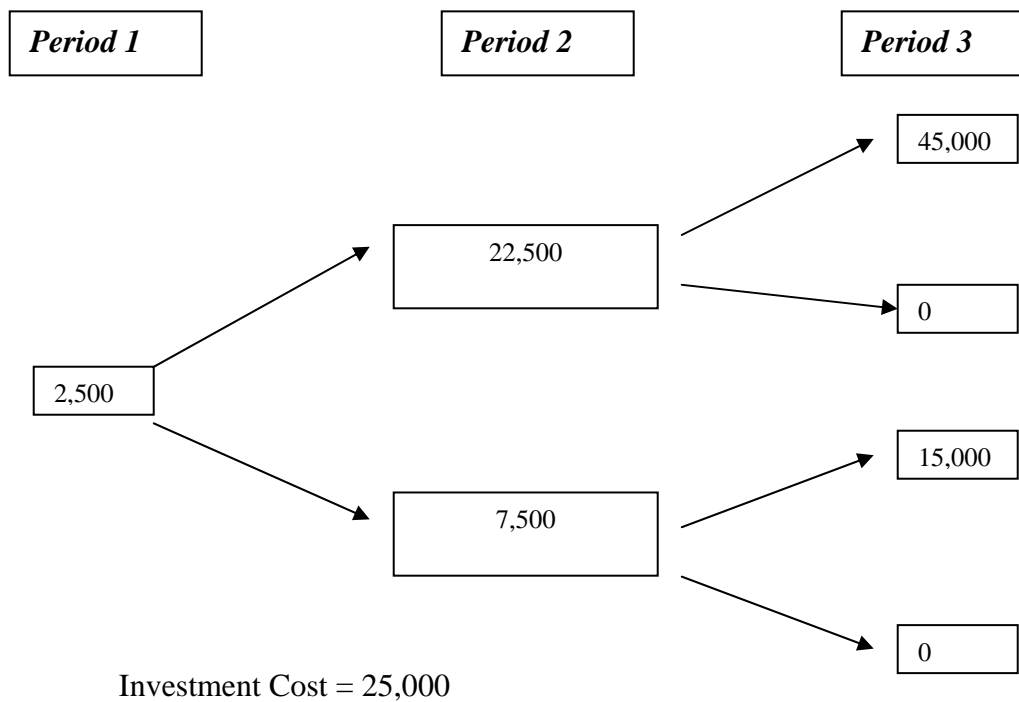 Period 1
Period 2
Period 3
45,000
22,500
0
2,500
15,000
7,500
0
Investment Cost = 25,000